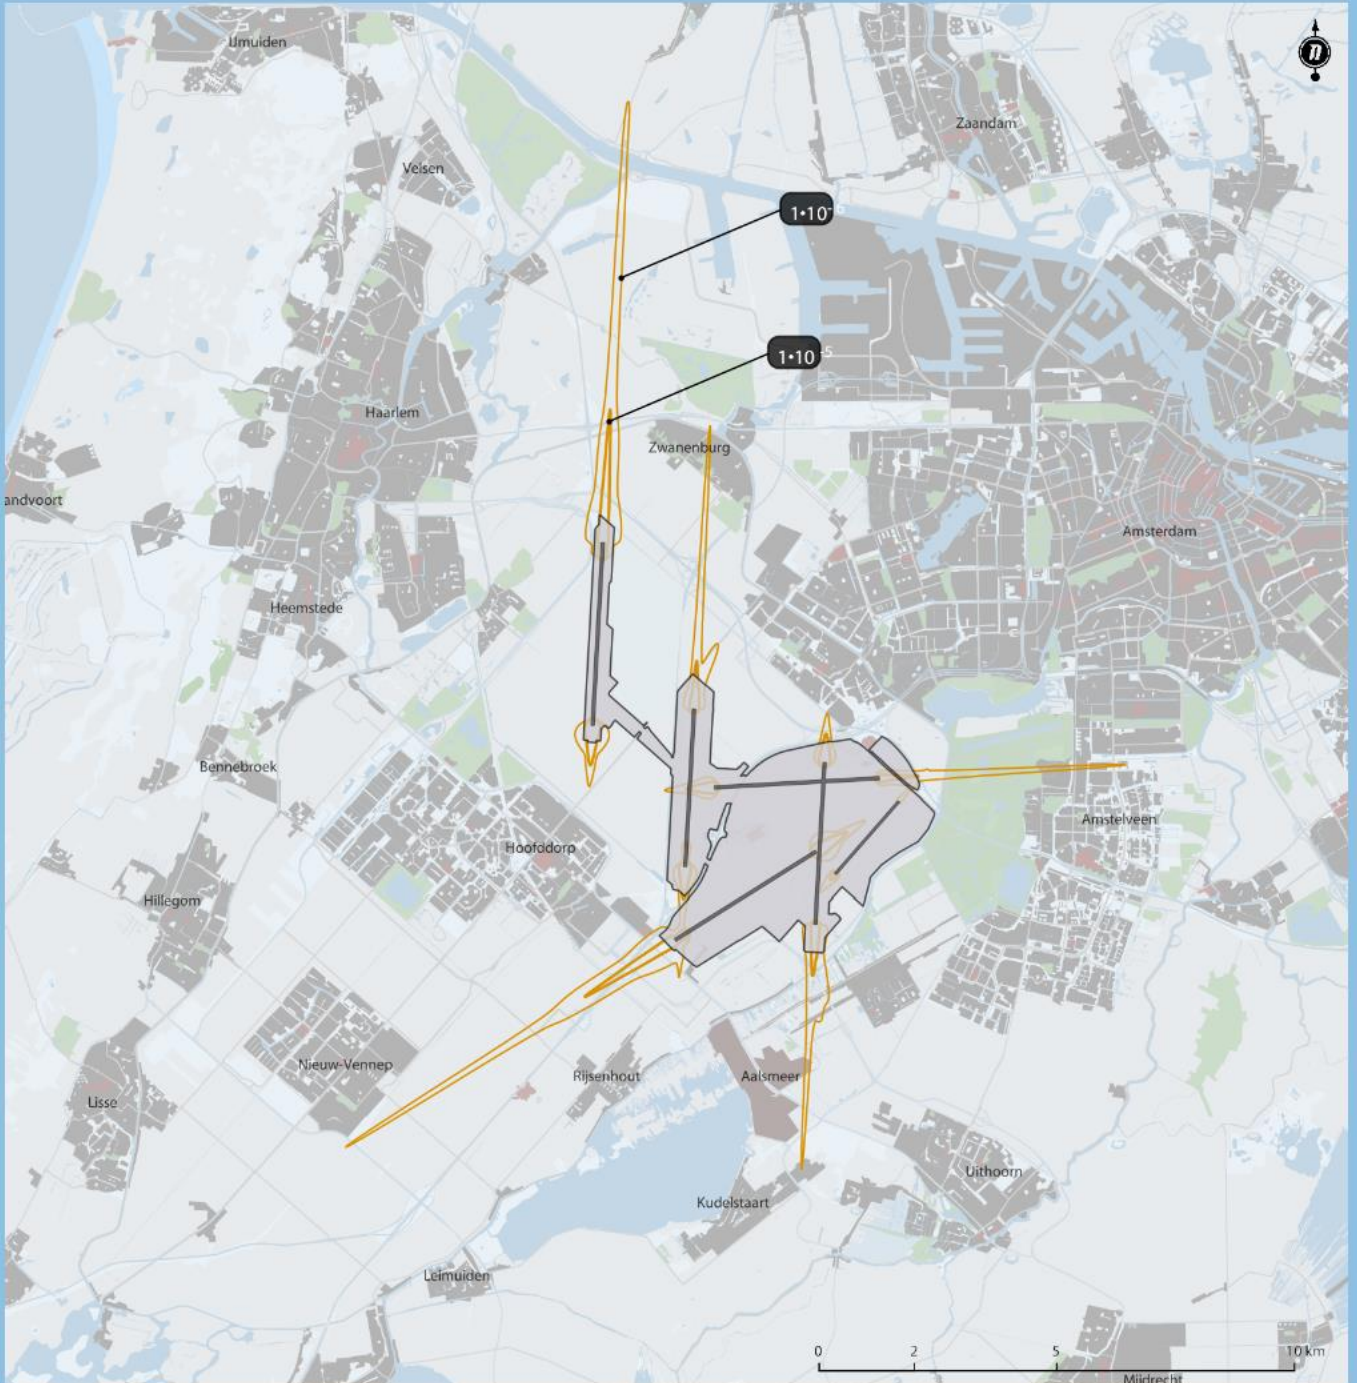 IJmuiden
n
Zaandam
Velsen
1•10⁻⁶
1•10⁻⁵
Haarlem
Zwanenburg
andvoort
Amsterdam
Heemstede
Bennebroek
Amstelveen
Hoofddorp
Hillegom
Nieuw-Vennep
Rijsenhout
Aalsmeer
Lisse
Uithoorn
Kudelstaart
Leimuiden
0 2 5 10 km
Mijdrecht